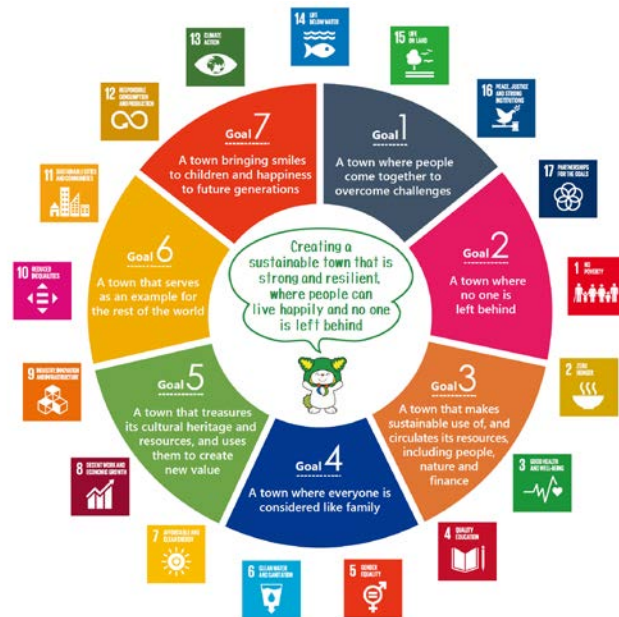 Goal 1
A town where people
come together to
overcome challenges
Goal 2
A town where
no one is
left behind
Goal 3
A town that makes
sustainable use of, and
circulates its resources,
including people,
nature and
finance
Goal 4
A town where everyone is
considered like family
Goal 5
A town that treasures
its cultural heritage and
resources, and uses
them to create
new value
Goal 6
A town that serves
as an example for
the rest of the world
Goal 7
A town bringing smiles
to children and happiness
to future generations
Creating a
sustainable town that is
strong and resilient,
where people can
live happily and no one
is left behind
1 NO
POVERTY
2 ZERO
HUNGER
3 GOOD HEALTH
AND WELL-BEING
4 QUALITY
EDUCATION
5 GENDER
EQUALITY
6 CLEAN WATER
AND SANITATION
7 AFFORDABLE AND
CLEAN ENERGY
8 DECENT WORK AND
ECONOMIC GROWTH
9 INDUSTRY, INNOVATION
AND INFRASTRUCTURE
10 REDUCED
INEQUALITIES
11 SUSTAINABLE CITIES
AND COMMUNITIES
12 RESPONSIBLE
CONSUMPTION
AND PRODUCTION
13 CLIMATE
ACTION
14 LIFE
BELOW WATER
15 LIFE
ON LAND
16 PEACE, JUSTICE
AND STRONG
INSTITUTIONS
17 PARTNERSHIPS
FOR THE GOALS